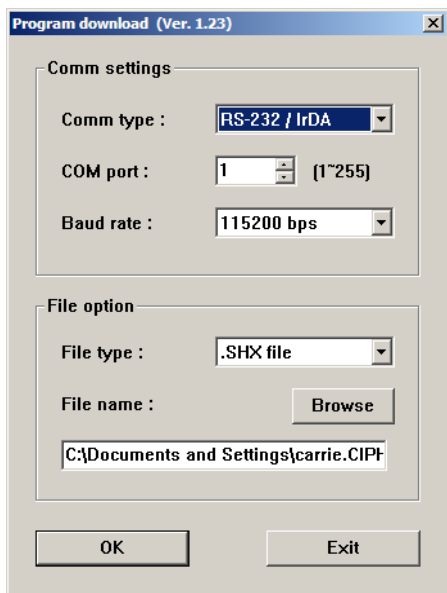 Program download (Ver. 1.23)
Comm settings
Comm type : RS-232 / IrDA
COM port : 1 (1~255)
Baud rate : 115200 bps
File option
File type : .SHX file
File name : Browse
C:\Documents and Settings\carrie.CIPH
OK Exit